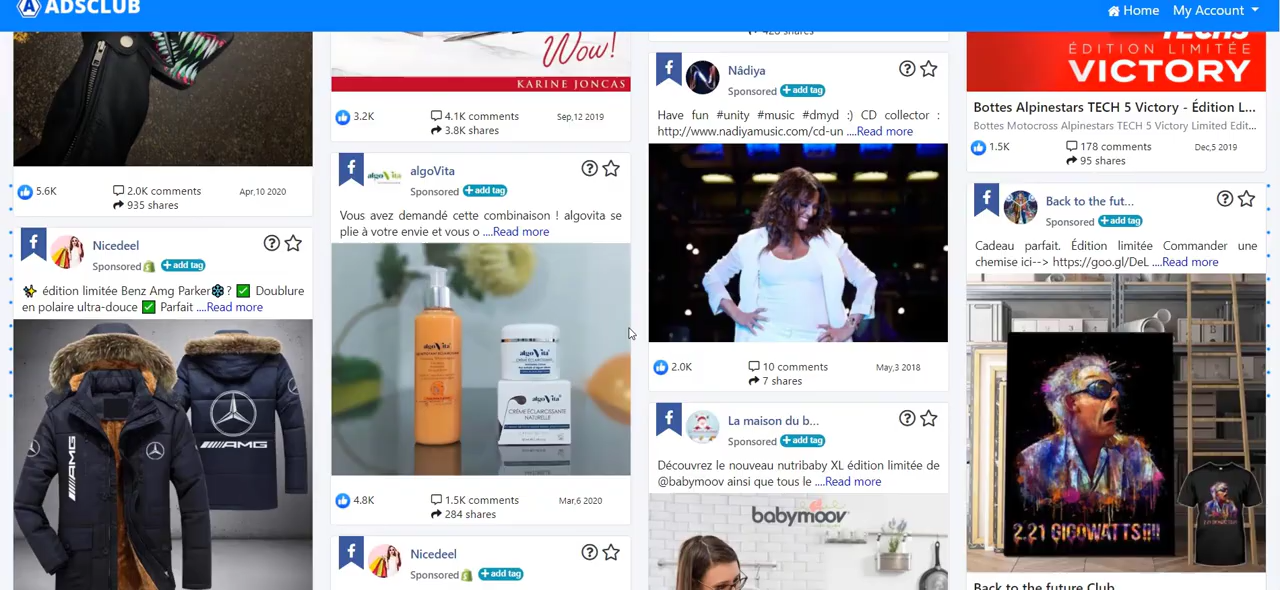 ADSCLUB
Home My Account
5.6K
2.0K comments
935 shares
Apr,10 2020
Nicedeel
Sponsored add tag
édition limitée Benz Amg Parker ? Doublure
en polaire ultra-douce Parfait ....Read more
AMG
AMG
Wow!
KARINE JONCAS
3.2K
4.1K comments
3.8K shares
Sep,12 2019
algoVita
algoVita
Sponsored add tag
Vous avez demandé cette combinaison ! algovita se
plie à votre envie et vous o ....Read more
algoVita
algoVita
algoVita
CRÈME ÉCLAIRCISSANTE
NATURELLE
4.8K
1.5K comments
284 shares
Mar,6 2020
Nicedeel
Sponsored add tag
Nâdiya
Sponsored add tag
Have fun #unity #music #dmyd :) CD collector :
http://www.nadiyamusic.com/cd-un ....Read more
2.0K
10 comments
7 shares
May,3 2018
La maison du b...
Sponsored add tag
Découvrez le nouveau nutribaby XL édition limitée de
@babymoov ainsi que tous le ....Read more
babymoov
ÉDITION LIMITÉE
VICTORY
Bottes Alpinestars TECH 5 Victory - Édition L...
Bottes Motocross Alpinestars TECH 5 Victory Limited Edit...
1.5K
178 comments
95 shares
Dec,5 2019
Back to the fut...
Sponsored add tag
Cadeau parfait. Édition limitée Commander une
chemise ici--> https://goo.gl/DeL ....Read more
2.21 GIGOWATTS!!!!
Back to the future Club